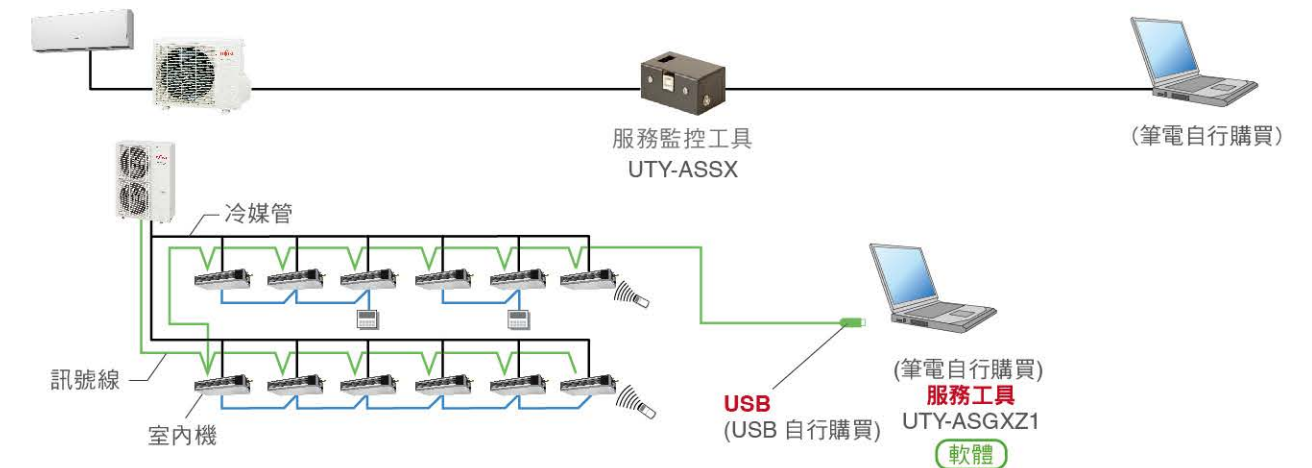 服務監控工具
UTY-ASSX
(筆電自行購買)
冷媒管
訊號線
室內機
USB
(USB 自行購買)
(筆電自行購買)
服務工具
UTY-ASGXZ1
軟體